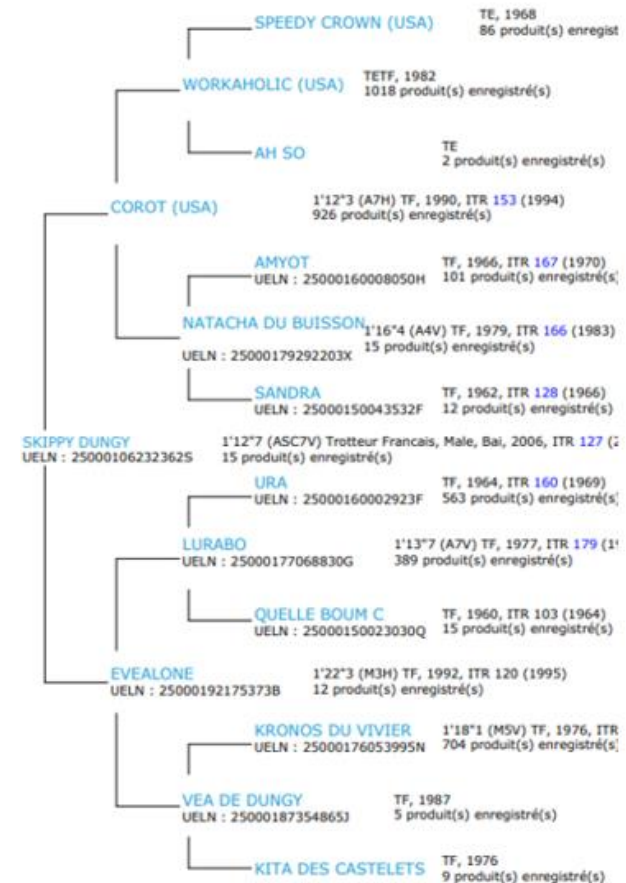 SPEEDY CROWN (USA) TE, 1968
86 produit(s) enregist
WORKAHOLIC (USA) TETF, 1982
1018 produit(s) enregistré(s)
AH SO TE
2 produit(s) enregistré(s)
COROT (USA) 1'12"3 (A7H) TF, 1990, ITR 153 (1994)
926 produit(s) enregistré(s)
AMYOT TF, 1966, ITR 167 (1970)
UELN : 25000160008050H 101 produit(s) enregistré(s)
NATACHA DU BUISSON 1'16"4 (A4V) TF, 1979, ITR 166 (1983)
UELN : 25000179292203X 15 produit(s) enregistré(s)
SANDRA TF, 1962, ITR 128 (1966)
UELN : 25000150043532F 12 produit(s) enregistré(s)
SKIPPY DUNGY 1'12"7 (ASC7V) Trotteur Francais, Male, Bai, 2006, ITR 127 (2
UELN : 25000106232362S 15 produit(s) enregistré(s)
URA TF, 1964, ITR 160 (1969)
UELN : 25000160002923F 563 produit(s) enregistré(s)
LURABO 1'13"7 (A7V) TF, 1977, ITR 179 (19
UELN : 25000177068830G 389 produit(s) enregistré(s)
QUELLE BOUM C TF, 1960, ITR 103 (1964)
UELN : 25000150023030Q 15 produit(s) enregistré(s)
EVEALONE 1'22"3 (M3H) TF, 1992, ITR 120 (1995)
UELN : 25000192175373B 12 produit(s) enregistré(s)
KRONOS DU VIVIER 1'18"1 (M5V) TF, 1976, ITR
UELN : 25000176053995N 704 produit(s) enregistré(s)
VEA DE DUNGY TF, 1987
UELN : 25000187354865J 5 produit(s) enregistré(s)
KITA DES CASTELETS TF, 1976
9 produit(s) enregistré(s)